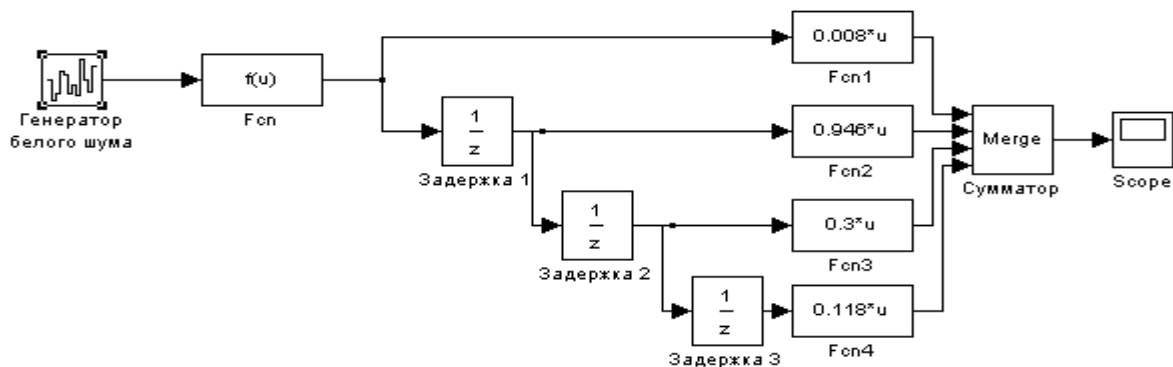 0.008*u
Fcn1
f(u)
Fcn
Генератор
белого шума
1
z
Задержка 1
0.946*u
Fcn2
Merge
Сумматор
Scope
1
z
Задержка 2
0.3*u
Fcn3
1
z
Задержка 3
0.118*u
Fcn4